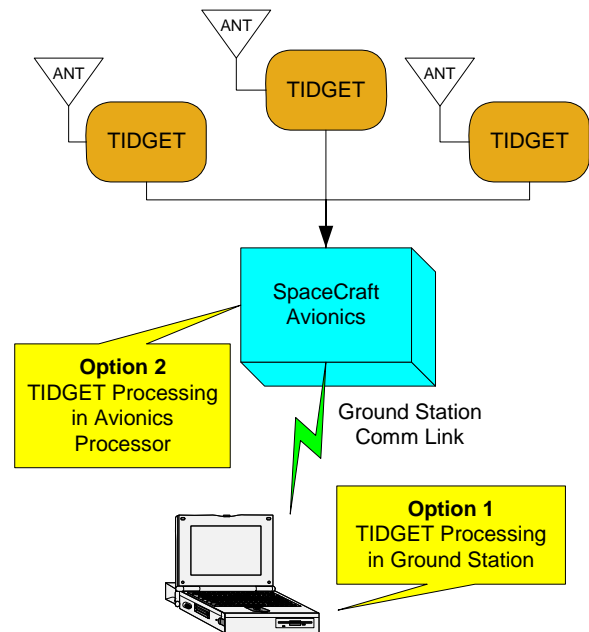 ANT
TIDGET
ANT
TIDGET
ANT
TIDGET
SpaceCraft
Avionics
Option 2
TIDGET Processing
in Avionics
Processor
Ground Station
Comm Link
Option 1
TIDGET Processing
in Ground Station